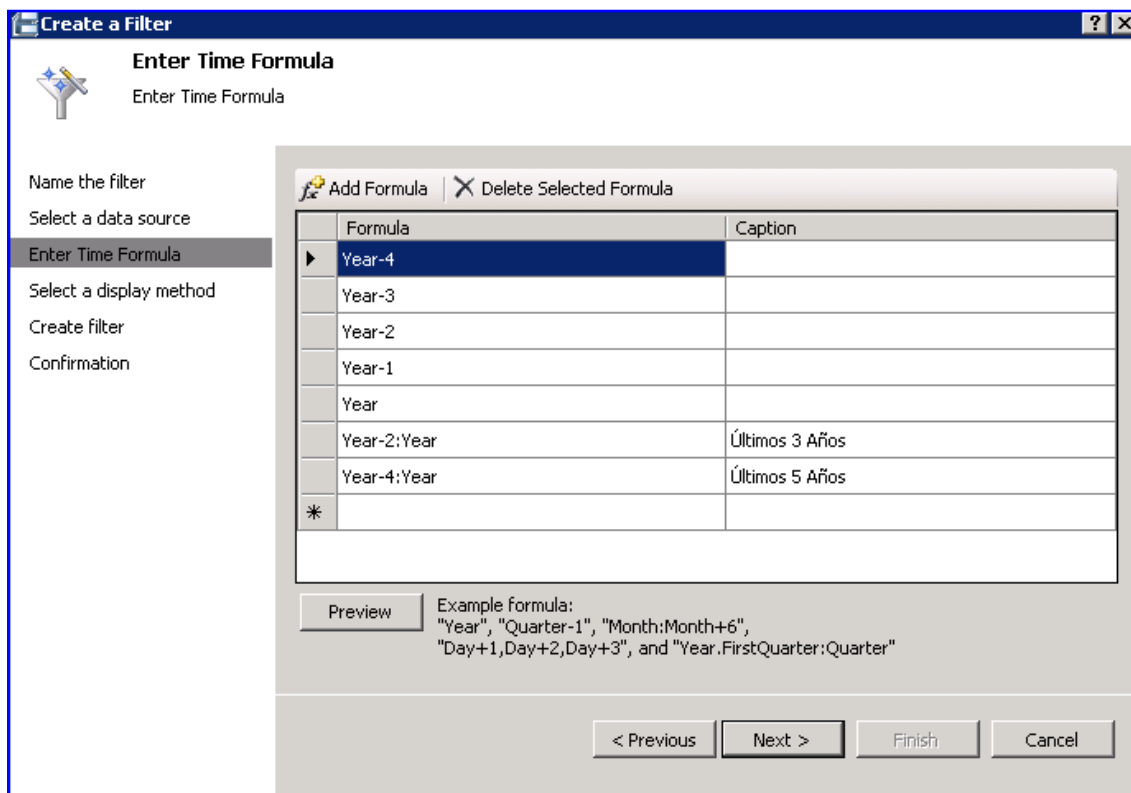 Create a Filter
Enter Time Formula
Enter Time Formula
Name the filter
Select a data source
Enter Time Formula
Select a display method
Create filter
Confirmation
Add Formula Delete Selected Formula
Formula Caption
Year-4
Year-3
Year-2
Year-1
Year
Year-2:Year Últimos 3 Años
Year-4:Year Últimos 5 Años
Preview
Example formula:
"Year", "Quarter-1", "Month:Month+6",
"Day+1,Day+2,Day+3", and "Year.FirstQuarter:Quarter"
< Previous Next > Finish Cancel